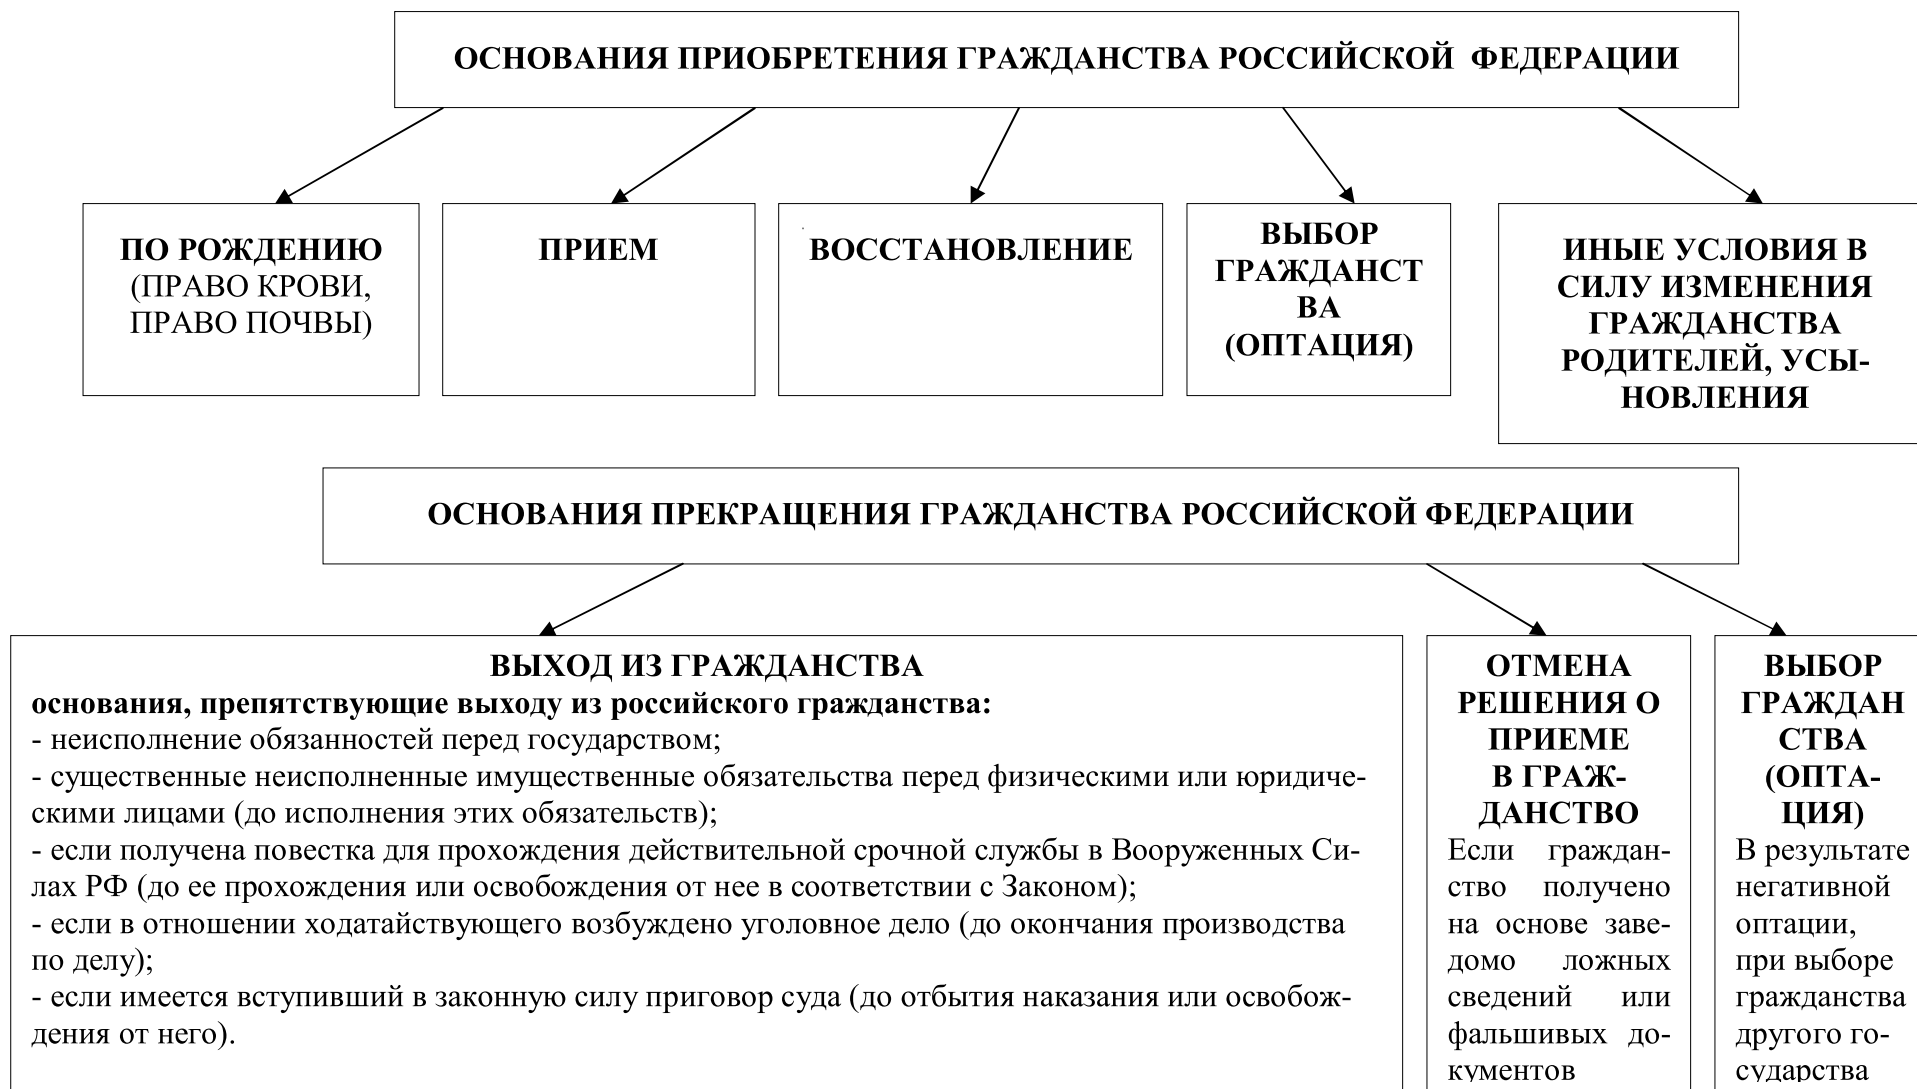 ОСНОВАНИЯ ПРИОБРЕТЕНИЯ ГРАЖДАНСТВА РОССИЙСКОЙ ФЕДЕРАЦИИ
ПО РОЖДЕНИЮ
(ПРАВО КРОВИ,
ПРАВО ПОЧВЫ)
ПРИЕМ
ВОССТАНОВЛЕНИЕ
ВЫБОР
ГРАЖДАНСТ
ВА
(ОПТАЦИЯ)
ИНЫЕ УСЛОВИЯ В
СИЛУ ИЗМЕНЕНИЯ
ГРАЖДАНСТВА
РОДИТЕЛЕЙ, УСЫ-
НОВЛЕНИЯ
ОСНОВАНИЯ ПРЕКРАЩЕНИЯ ГРАЖДАНСТВА РОССИЙСКОЙ ФЕДЕРАЦИИ
ВЫХОД ИЗ ГРАЖДАНСТВА
основания, препятствующие выходу из российского гражданства:
- неисполнение обязанностей перед государством;
- существенные неисполненные имущественные обязательства перед физическими или юридиче-
скими лицами (до исполнения этих обязательств);
- если получена повестка для прохождения действительной срочной службы в Вооруженных Си-
лах РФ (до ее прохождения или освобождения от нее в соответствии с Законом);
- если в отношении ходатайствующего возбуждено уголовное дело (до окончания производства
по делу);
- если имеется вступивший в законную силу приговор суда (до отбытия наказания или освобож-
дения от него).
ОТМЕНА
РЕШЕНИЯ О
ПРИЕМЕ
В ГРАЖ-
ДАНСТВО
Если граждан-
ство получено
на основе заве-
домо ложных
сведений или
фальшивых до-
кументов
ВЫБОР
ГРАЖДАН
СТВА
(ОПТА-
ЦИЯ)
В результате
негативной
оптации,
при выборе
гражданства
другого го-
сударства